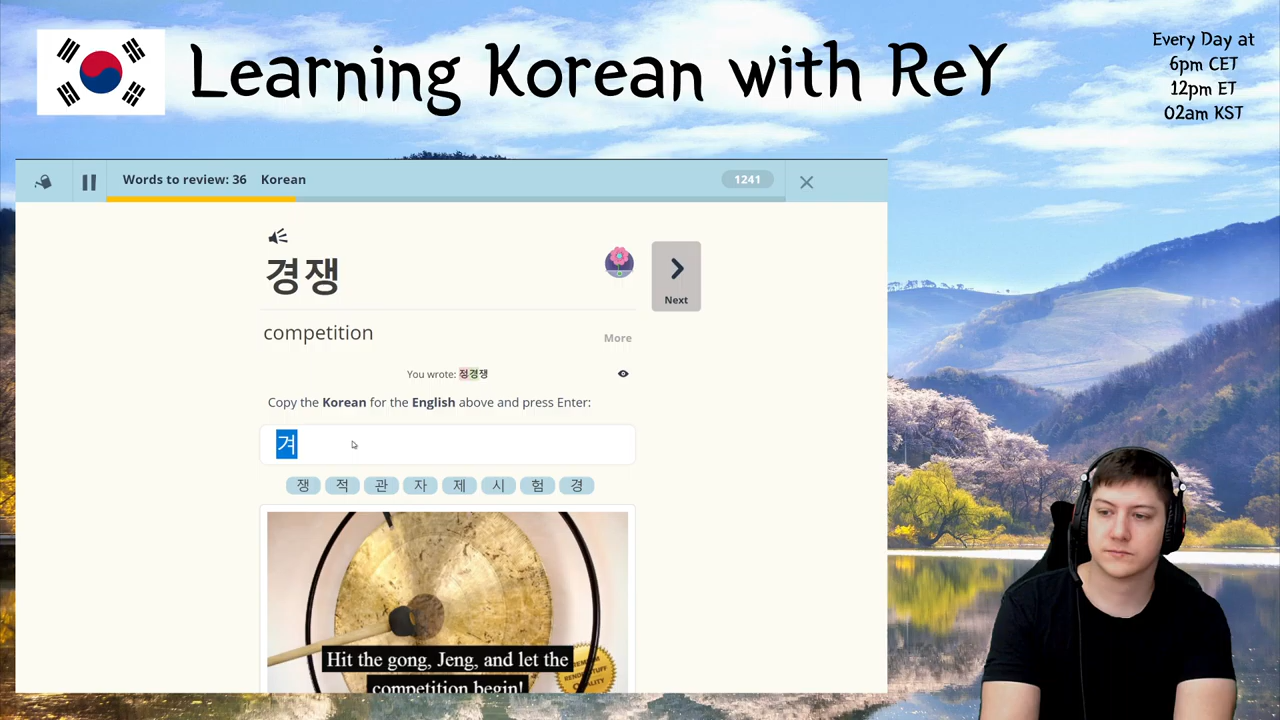 Learning Korean with ReY
Every Day at
6pm CET
12pm ET
02am KST
Words to review: 36 Korean
1241
경쟁
Next
competition
More
You wrote: 정경쟁
Copy the Korean for the English above and press Enter:
겨
쟁 적 관 자 제 시 험 경
Hit the gong, Jeng, and let the
competition begin!